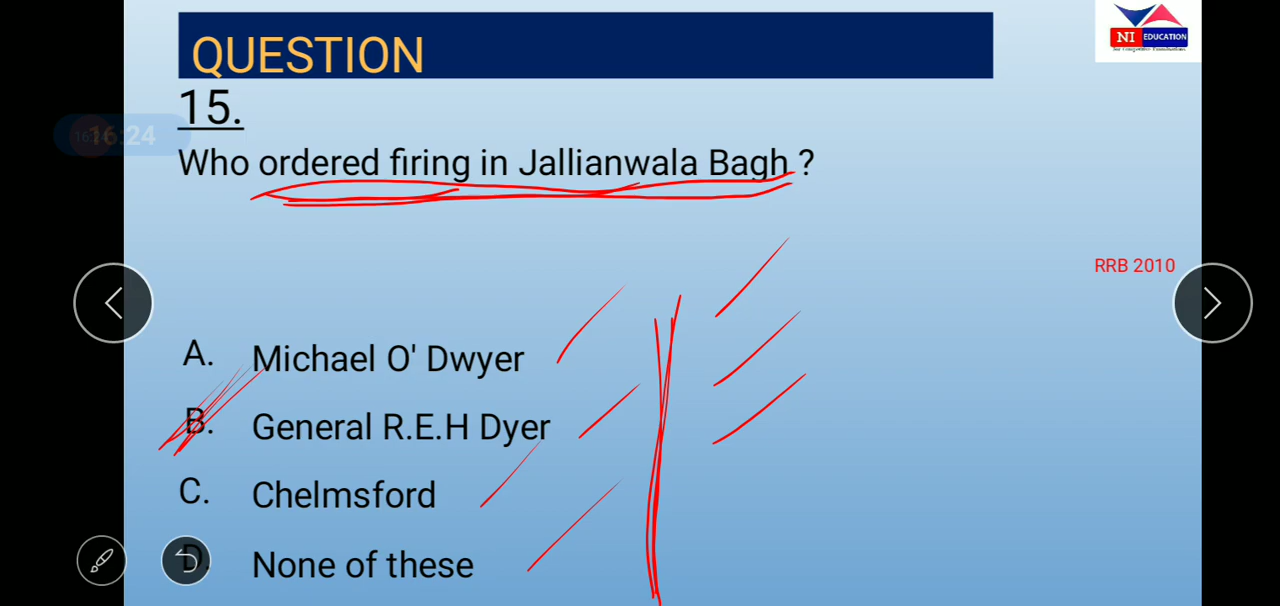 QUESTION
NI EDUCATION
15.
16:24
Who ordered firing in Jallianwala Bagh ?
RRB 2010
A. Michael O' Dwyer
B. General R.E.H Dyer
C. Chelmsford
D. None of these